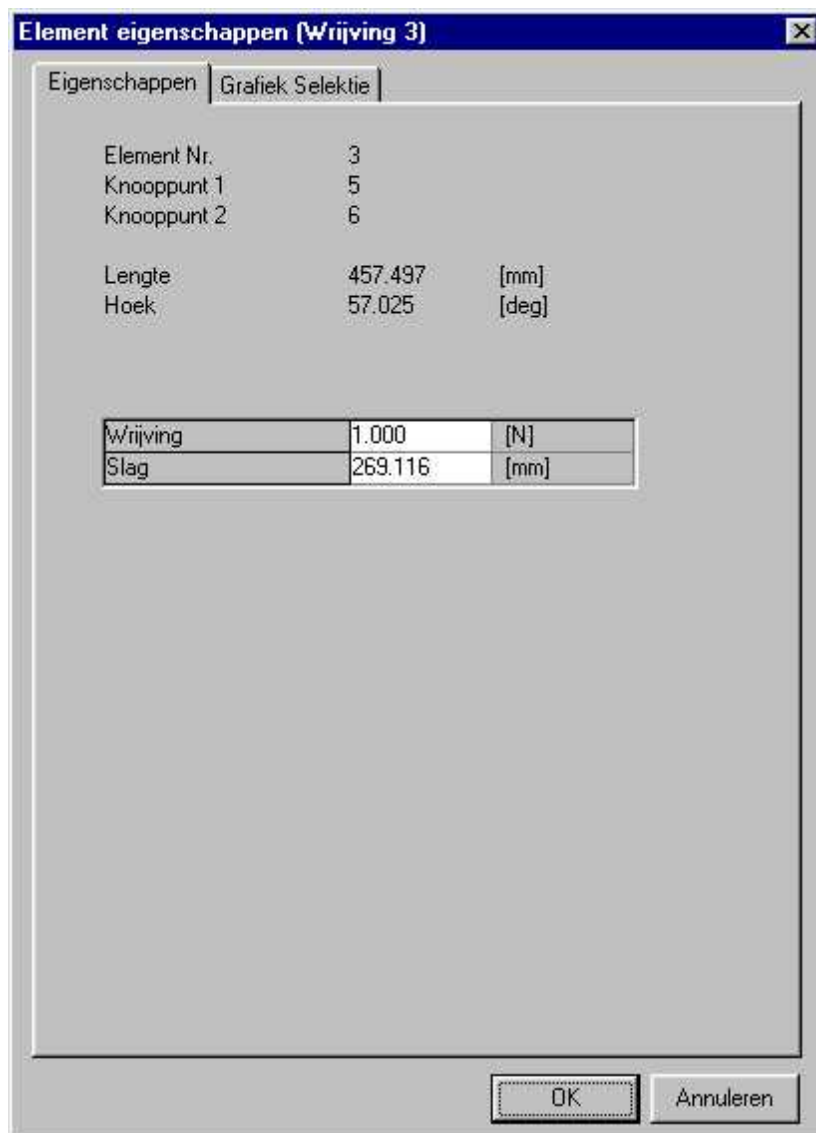 Element eigenschappen (Wrijving 3)
Eigenschappen Grafiek Selektie
Element Nr. 3
Knooppunt 1 5
Knooppunt 2 6
Lengte 457.497 [mm]
Hoek 57.025 [deg]
Wrijving 1.000 [N]
Slag 269.116 [mm]
OK Annuleren